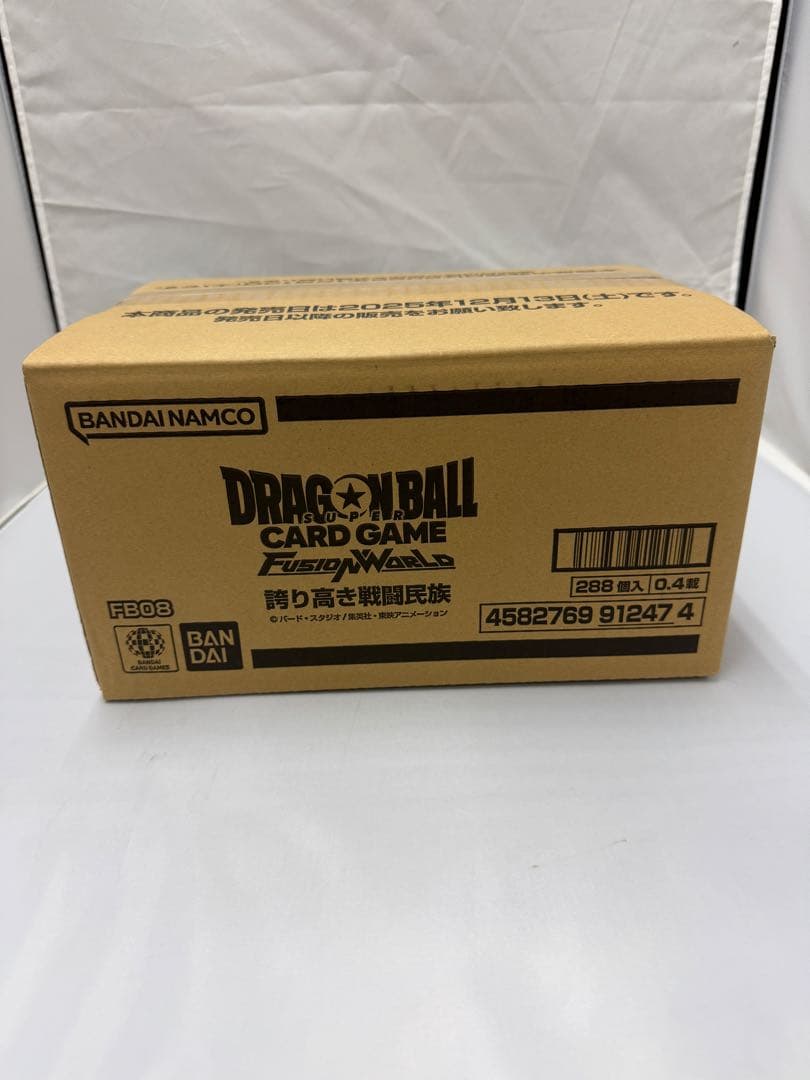 本商品の発売日は2025年12月13日(土)です。
発売日以降の販売をお願い致します。
BANDAI NAMCO
DRAGON BALL
SUPER
CARD GAME
FUSION WORLD
誇り高き戦闘民族
©バード・スタジオ/集英社・東映アニメーション
FB08
BANDAI
CARD GAMES
BAN
DAI
288個入 0.4載
4582769 91247 4